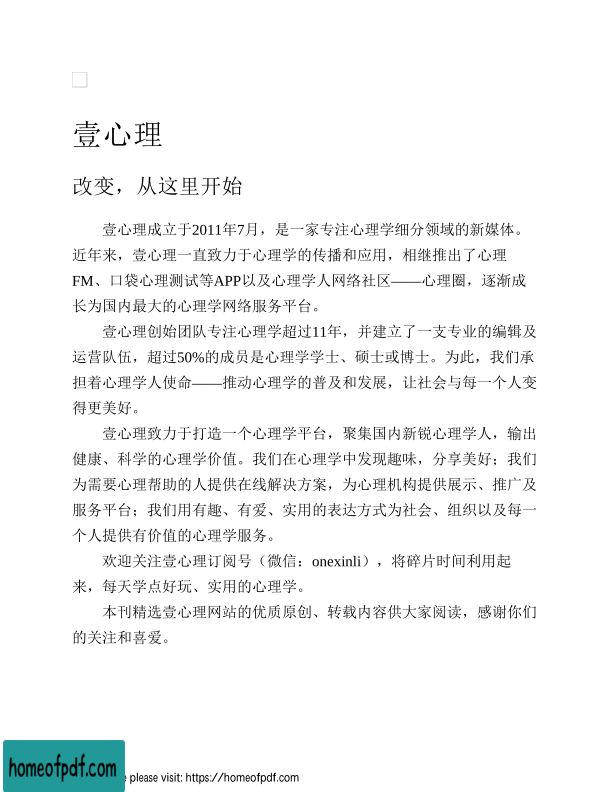 壹心理
改变，从这里开始
壹心理成立于2011年7月，是一家专注心理学细分领域的新媒体。
近年来，壹心理一直致力于心理学的传播和应用，相继推出了心理
FM、口袋心理测试等APP以及心理学人网络社区——心理圈，逐渐成
长为国内最大的心理学网络服务平台。
壹心理创始团队专注心理学超过11年，并建立了一支专业的编辑及
运营队伍，超过50%的成员是心理学学士、硕士或博士。为此，我们承
担着心理学人使命——推动心理学的普及和发展，让社会与每一个人变
得更美好。
壹心理致力于打造一个心理学平台，聚集国内新锐心理学人，输出
健康、科学的心理学价值。我们在心理学中发现趣味，分享美好；我们
为需要心理帮助的人提供在线解决方案，为心理机构提供展示、推广及
服务平台；我们用有趣、有爱、实用的表达方式为社会、组织以及每一
个人提供有价值的心理学服务。
欢迎关注壹心理订阅号（微信：onexinli），将碎片时间利用起
来，每天学点好玩、实用的心理学。
本刊精选壹心理网站的优质原创、转载内容供大家阅读，感谢你们
的关注和喜爱。
homeofpdf.com
please visit: https://homeofpdf.com